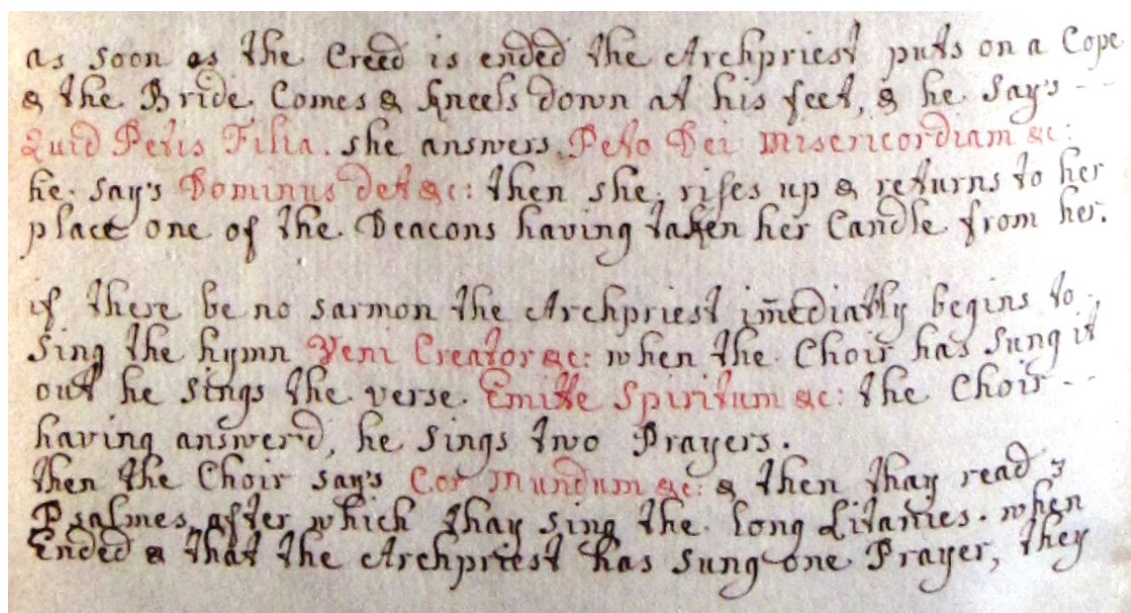 as soon as the Creed is ended the Archpriest puts on a Cope
& the Bride Comes & kneels down at his feet, & he say's --
Quid Petis Filia. she answers Peto Dei Misericordiam &c:
he say's Dominus det &c: then she rises up & returns to her
place one of the Deacons having taken her Candle from her.
if there be no sarmon the Archpriest im̄ediatly begins to
sing the hymn Veni Creator &c: when the Choir has sung it
out he sings the verse Emitte Spiritum &c: the Choir --
having answer'd, he sings two Prayers.
then the Choir say's Cor Mundum &c: & then thay read 3
Psalmes, after which thay sing the long Litanies. when
Ended & that the Archpriest has sung one Prayer, they